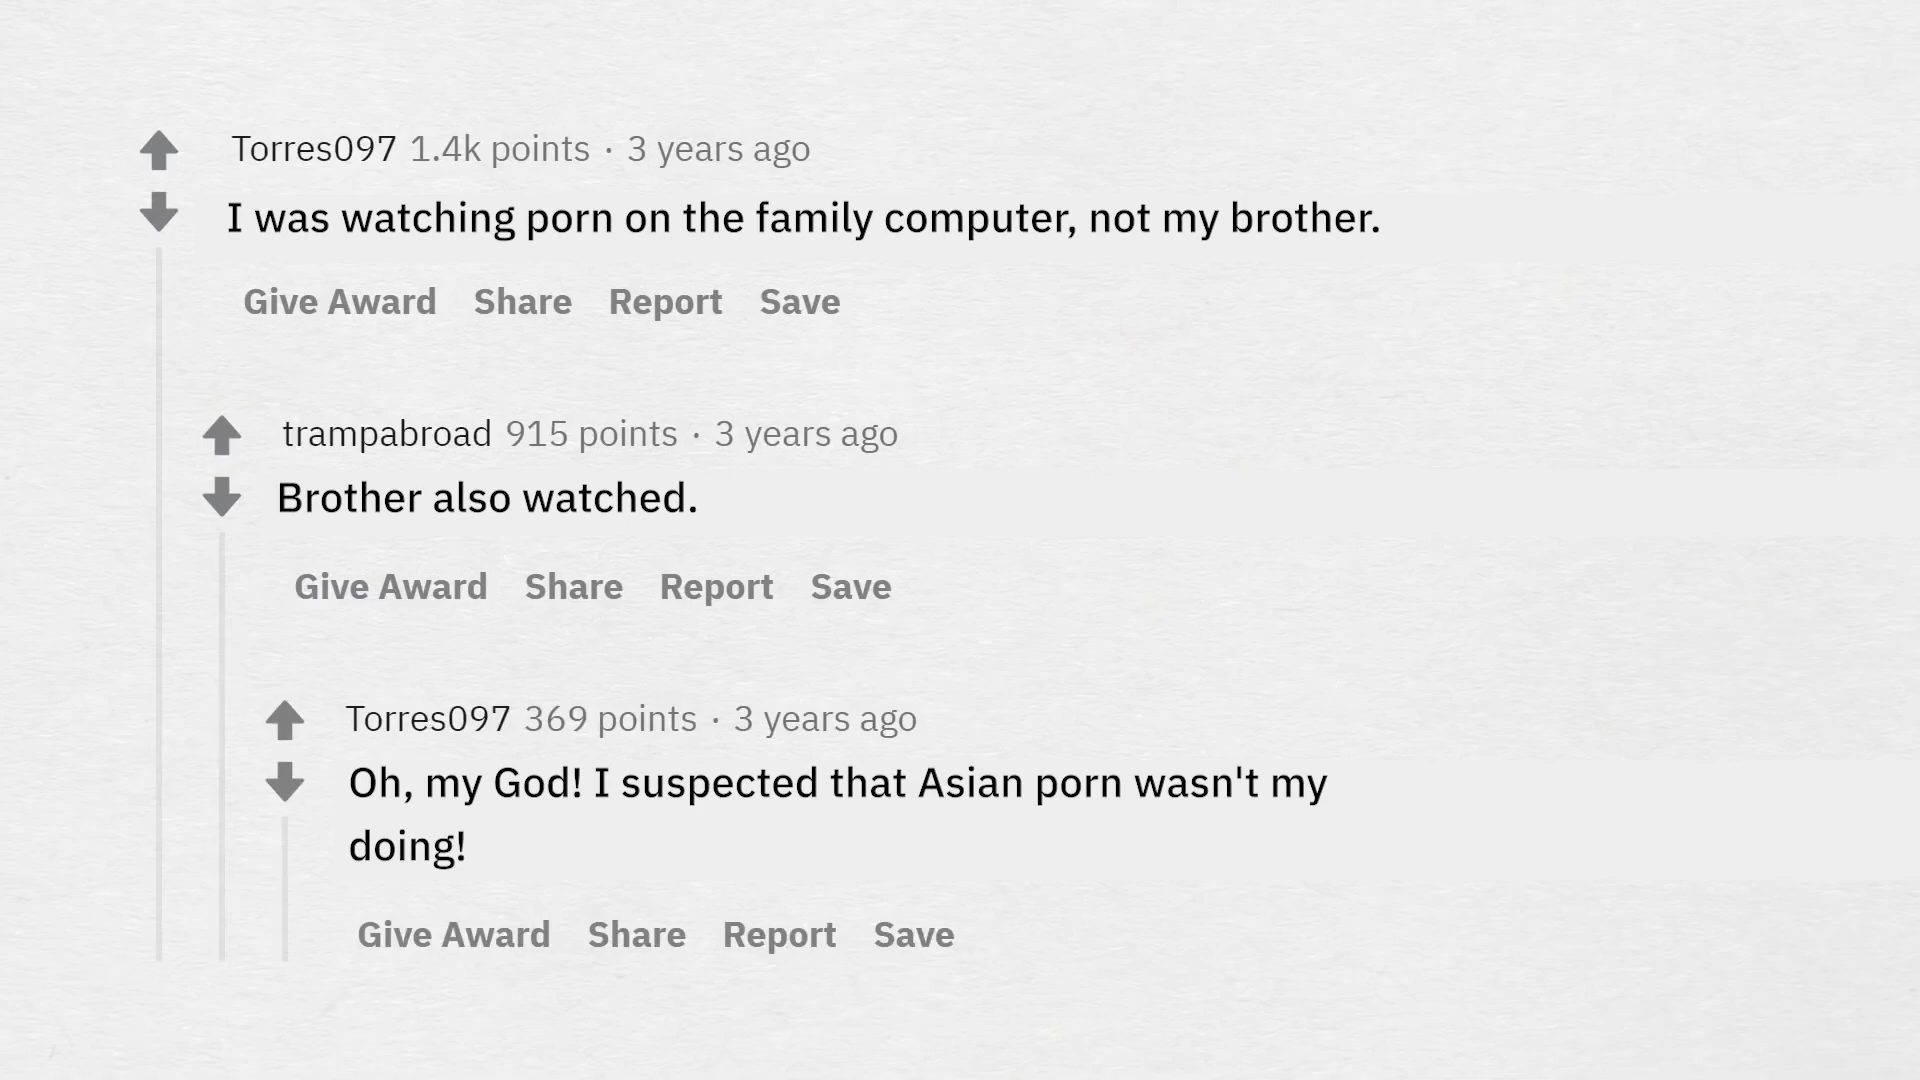 Torres097 1.4k points · 3 years ago
I was watching porn on the family computer, not my brother.
Give Award Share Report Save
trampabroad 915 points · 3 years ago
Brother also watched.
Give Award Share Report Save
Torres097 369 points · 3 years ago
Oh, my God! I suspected that Asian porn wasn't my
doing!
Give Award Share Report Save